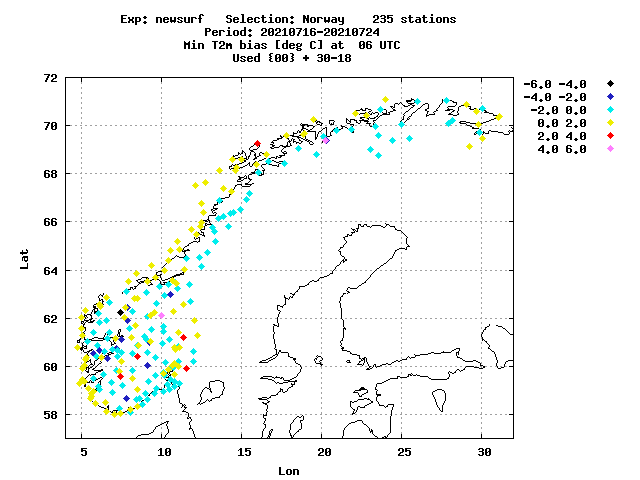 Exp: newsurf   Selection: Norway   235 stations
Period: 20210716-20210724
Min T2m bias [deg C] at  06 UTC
Used {00} + 30-18
72
70
68
66
64
62
60
58
5 10 15 20 25 30
Lat
Lon
-6.0 -4.0
-4.0 -2.0
-2.0 0.0
0.0 2.0
2.0 4.0
4.0 6.0